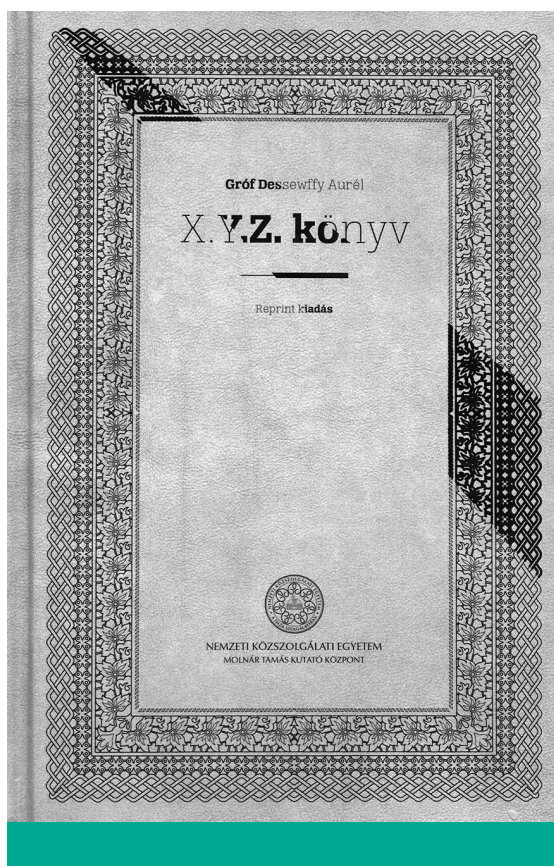 Gróf Dessewffy Aurél
X.Y.Z. könyv
Reprint kiadás
NEMZETI KÖZSZOLGÁLATI EGYETEM
MOLNÁR TAMÁS KUTATÓ KÖZPONT